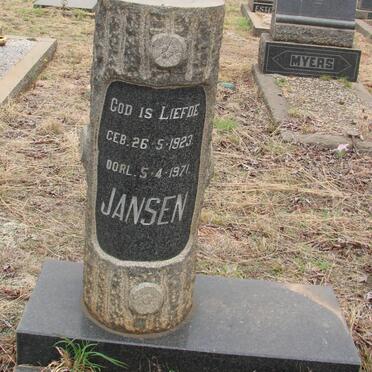 GOD IS LIEFDE
GEB. 26·5·1923.
OORL. 5·4·1971.
JANSEN
MYERS